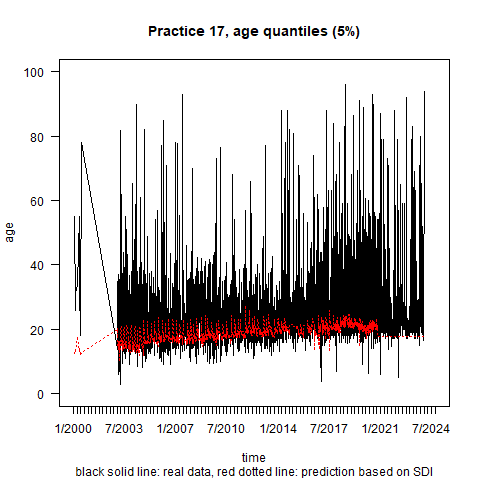 Practice 17, age quantiles (5%)
age
100
80
60
40
20
0
1/2000 7/2003 1/2007 7/2010 1/2014 7/2017 1/2021 7/2024
time
black solid line: real data, red dotted line: prediction based on SDI